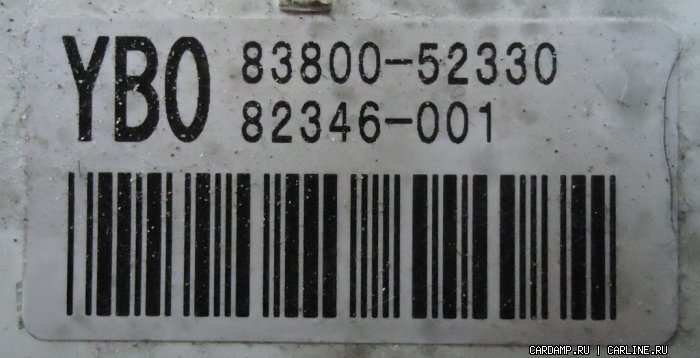 YBO 83800-52330
82346-001
CARDAMP.RU | CARLINE.RU